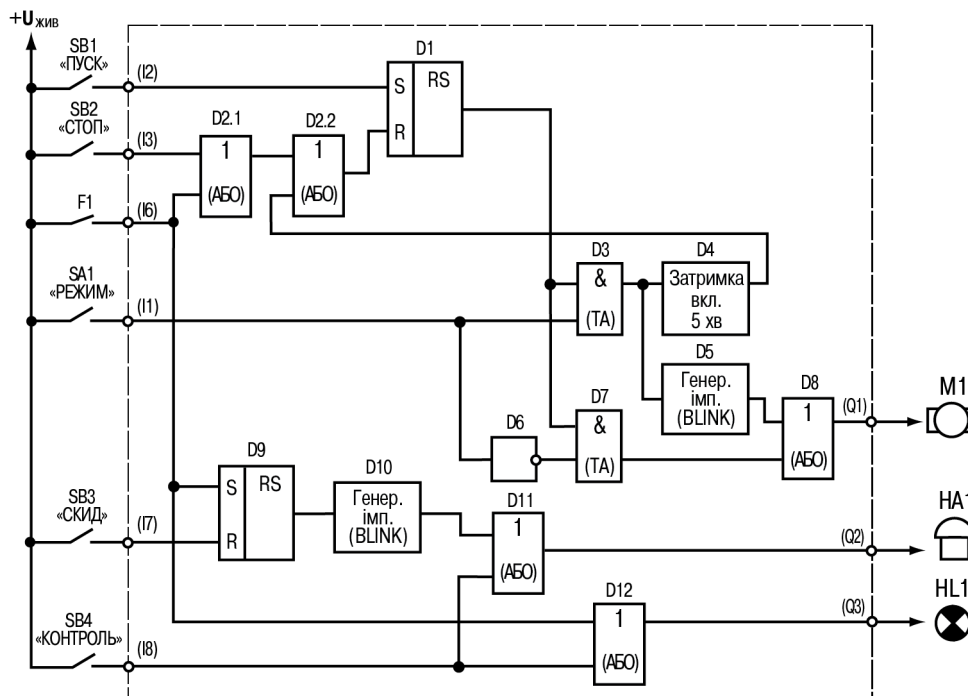 +Uжив
SB1
«ПУСК»
(I2)
D1
S
RS
R
SB2
«СТОП»
(I3)
D2.1
1
(АБО)
D2.2
1
(АБО)
F1
(I6)
SA1
«РЕЖИМ»
(I1)
D3
&
(ТА)
D4
Затримка
вкл.
5 хв
D5
Генер.
імп.
(BLINK)
D6
D7
&
(ТА)
D8
1
(АБО)
(Q1)
M1
D9
S
RS
R
SB3
«СКИД»
(I7)
D10
Генер.
імп.
(BLINK)
D11
1
(АБО)
(Q2)
HA1
D12
1
(АБО)
(Q3)
HL1
SB4
«КОНТРОЛЬ»
(I8)